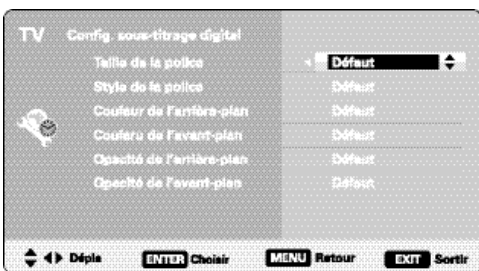 TV Config. sous-titrage digital
Taille de la police Défaut
Style de la police Défaut
Couleur de l'arrière-plan Défaut
Couleru de l'avant-plan Défaut
Opacité de l'arrière-plan Défaut
Opacité de l'avant-plan Défaut
Dépla ENTER Choisir MENU Retour EXIT Sortir